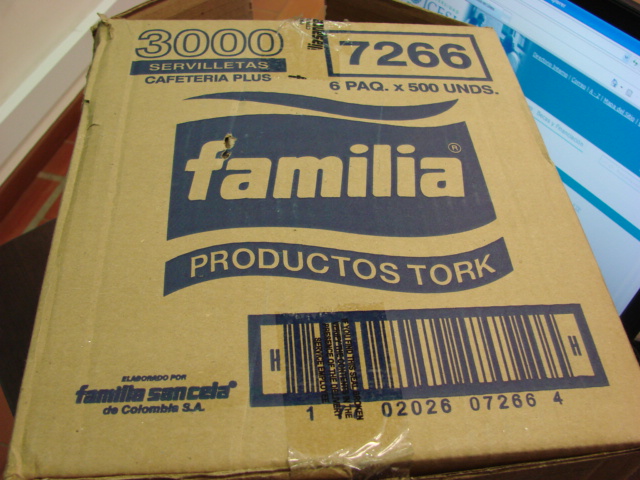 3000
SERVILLETAS
CAFETERIA PLUS
7266
6 PAQ. x 500 UNDS.
familia®
PRODUCTOS TORK
H
H
ELABORADO POR
familia sancela®
de Colombia S.A.
1
02026 07266 4